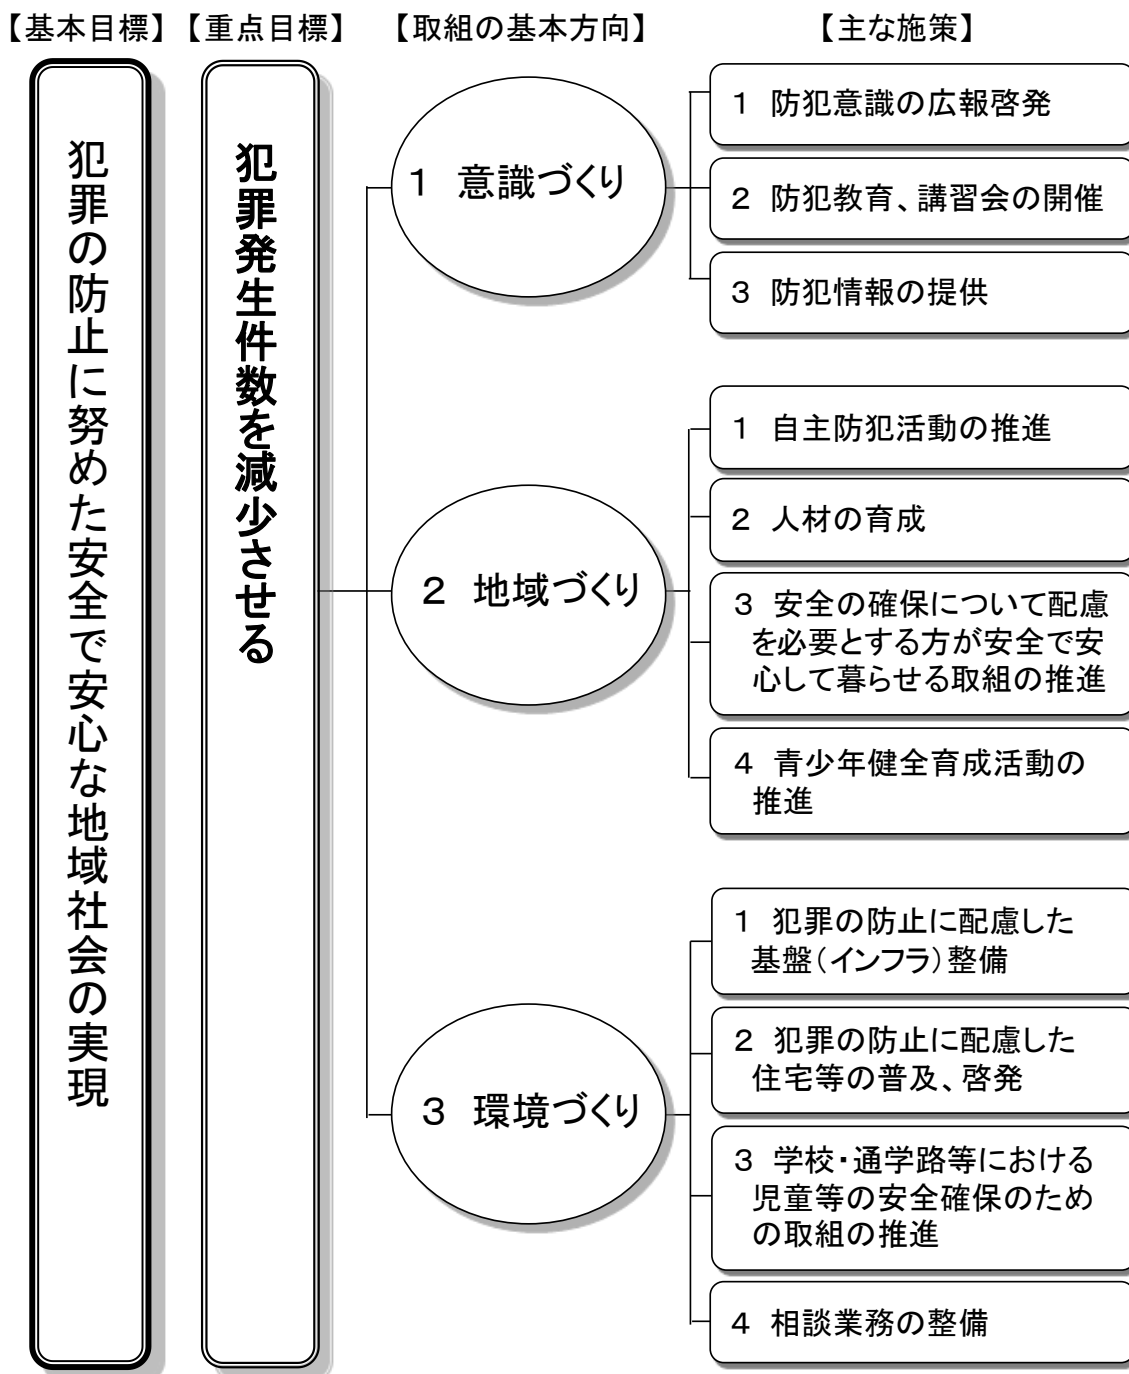 【基本目標】
【重点目標】
【取組の基本方向】
【主な施策】
犯罪の防止に努めた安全で安心な地域社会の実現
犯罪発生件数を減少させる
1 意識づくり
1 防犯意識の広報啓発
2 防犯教育、講習会の開催
3 防犯情報の提供
2 地域づくり
1 自主防犯活動の推進
2 人材の育成
3 安全の確保について配慮
を必要とする方が安全で安
心して暮らせる取組の推進
4 青少年健全育成活動の
推進
3 環境づくり
1 犯罪の防止に配慮した
基盤(インフラ)整備
2 犯罪の防止に配慮した
住宅等の普及、啓発
3 学校・通学路等における
児童等の安全確保のため
の取組の推進
4 相談業務の整備